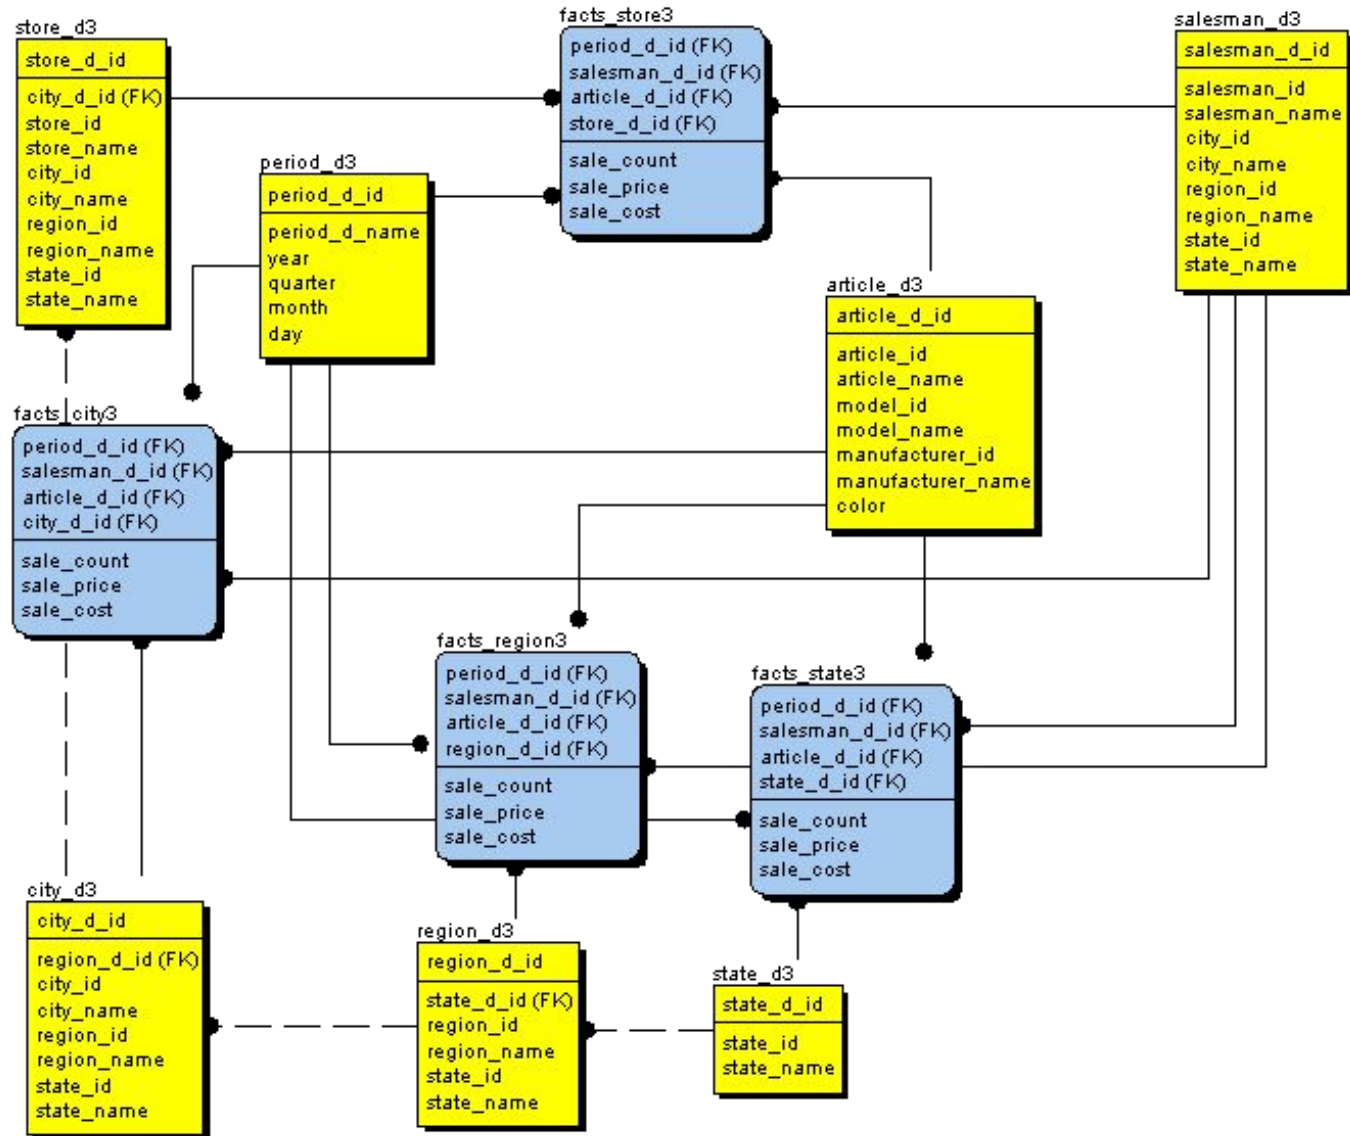 store_d3
store_d_id
city_d_id (FK)
store_id
store_name
city_id
city_name
region_id
region_name
state_id
state_name
facts_store3
period_d_id (FK)
salesman_d_id (FK)
article_d_id (FK)
store_d_id (FK)
sale_count
sale_price
sale_cost
salesman_d3
salesman_d_id
salesman_id
salesman_name
city_id
city_name
region_id
region_name
state_id
state_name
period_d3
period_d_id
period_d_name
year
quarter
month
day
article_d3
article_d_id
article_id
article_name
model_id
model_name
manufacturer_id
manufacturer_name
color
facts_city3
period_d_id (FK)
salesman_d_id (FK)
article_d_id (FK)
city_d_id (FK)
sale_count
sale_price
sale_cost
facts_region3
period_d_id (FK)
salesman_d_id (FK)
article_d_id (FK)
region_d_id (FK)
sale_count
sale_price
sale_cost
facts_state3
period_d_id (FK)
salesman_d_id (FK)
article_d_id (FK)
state_d_id (FK)
sale_count
sale_price
sale_cost
city_d3
city_d_id
region_d_id (FK)
city_id
city_name
region_id
region_name
state_id
state_name
region_d3
region_d_id
state_d_id (FK)
region_id
region_name
state_id
state_name
state_d3
state_d_id
state_id
state_name